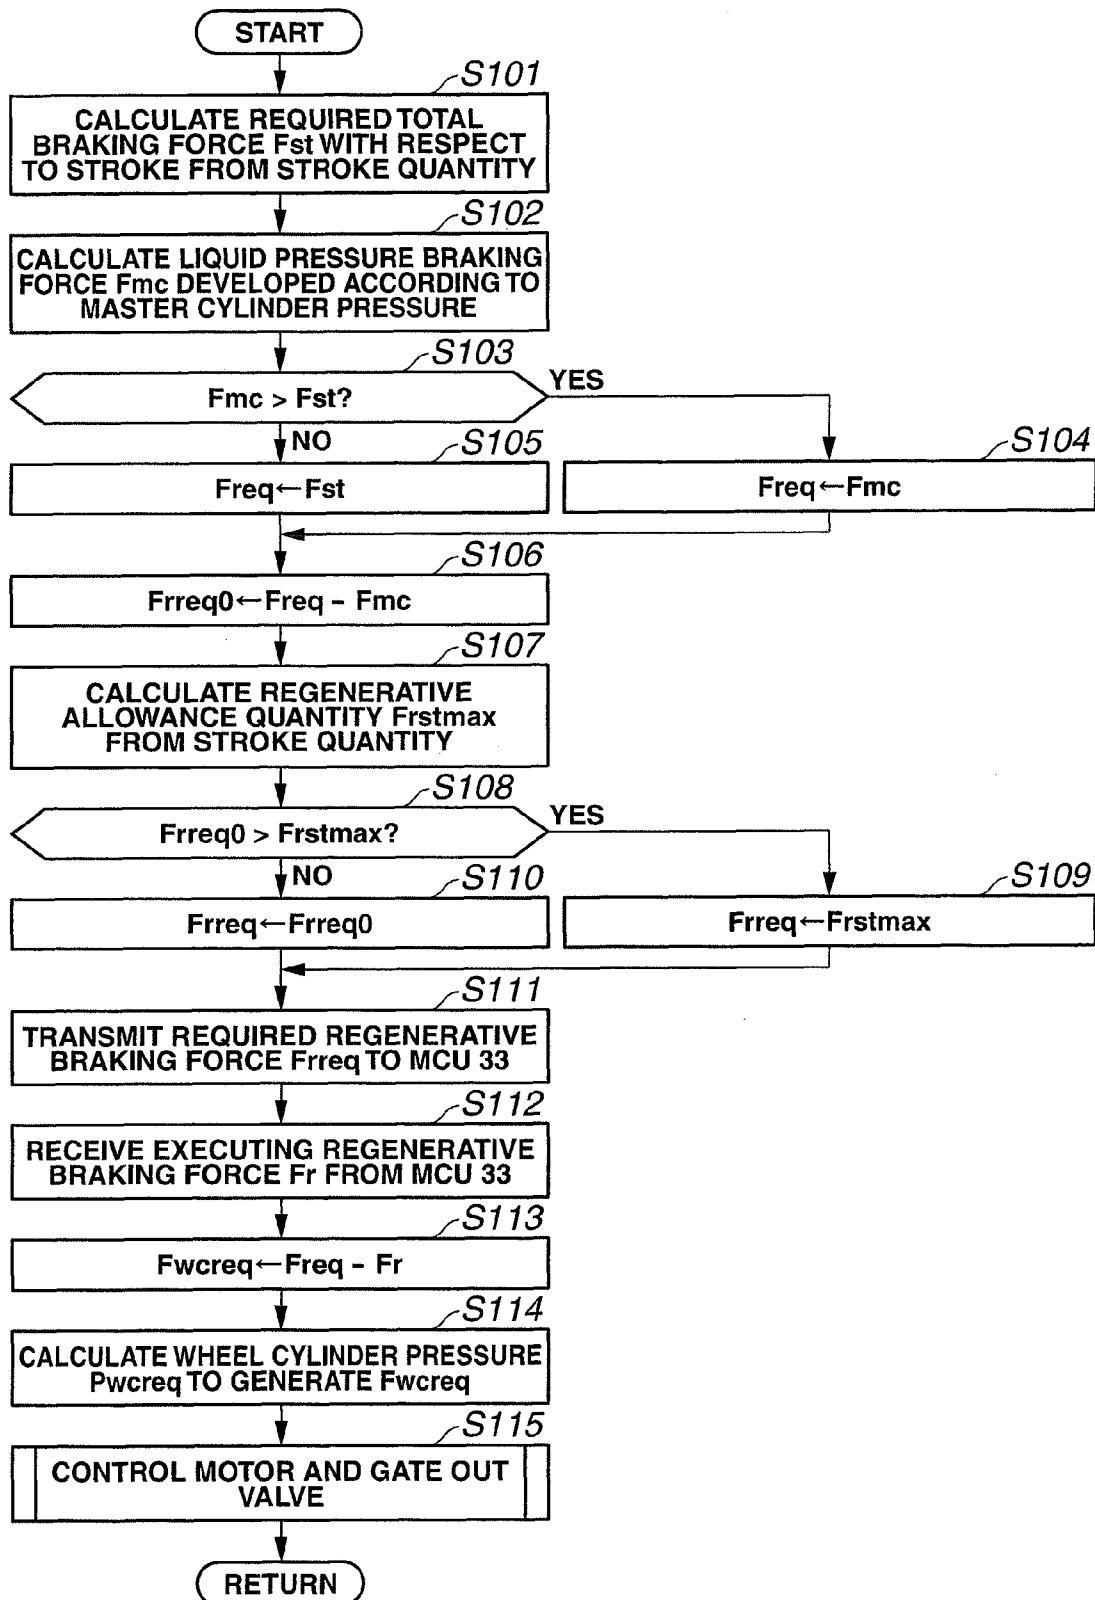 START
S101
CALCULATE REQUIRED TOTAL
BRAKING FORCE Fst WITH RESPECT
TO STROKE FROM STROKE QUANTITY
S102
CALCULATE LIQUID PRESSURE BRAKING
FORCE Fmc DEVELOPED ACCORDING TO
MASTER CYLINDER PRESSURE
S103
Fmc > Fst?
YES
NO
S105
Freq←Fst
S104
Freq←Fmc
S106
Frreq0←Freq – Fmc
S107
CALCULATE REGENERATIVE
ALLOWANCE QUANTITY Frstmax
FROM STROKE QUANTITY
S108
Frreq0 > Frstmax?
YES
NO
S110
Frreq←Frreq0
S109
Frreq←Frstmax
S111
TRANSMIT REQUIRED REGENERATIVE
BRAKING FORCE Frreq TO MCU 33
S112
RECEIVE EXECUTING REGENERATIVE
BRAKING FORCE Fr FROM MCU 33
S113
Fwcreq←Freq – Fr
S114
CALCULATE WHEEL CYLINDER PRESSURE
Pwcreq TO GENERATE Fwcreq
S115
CONTROL MOTOR AND GATE OUT
VALVE
RETURN